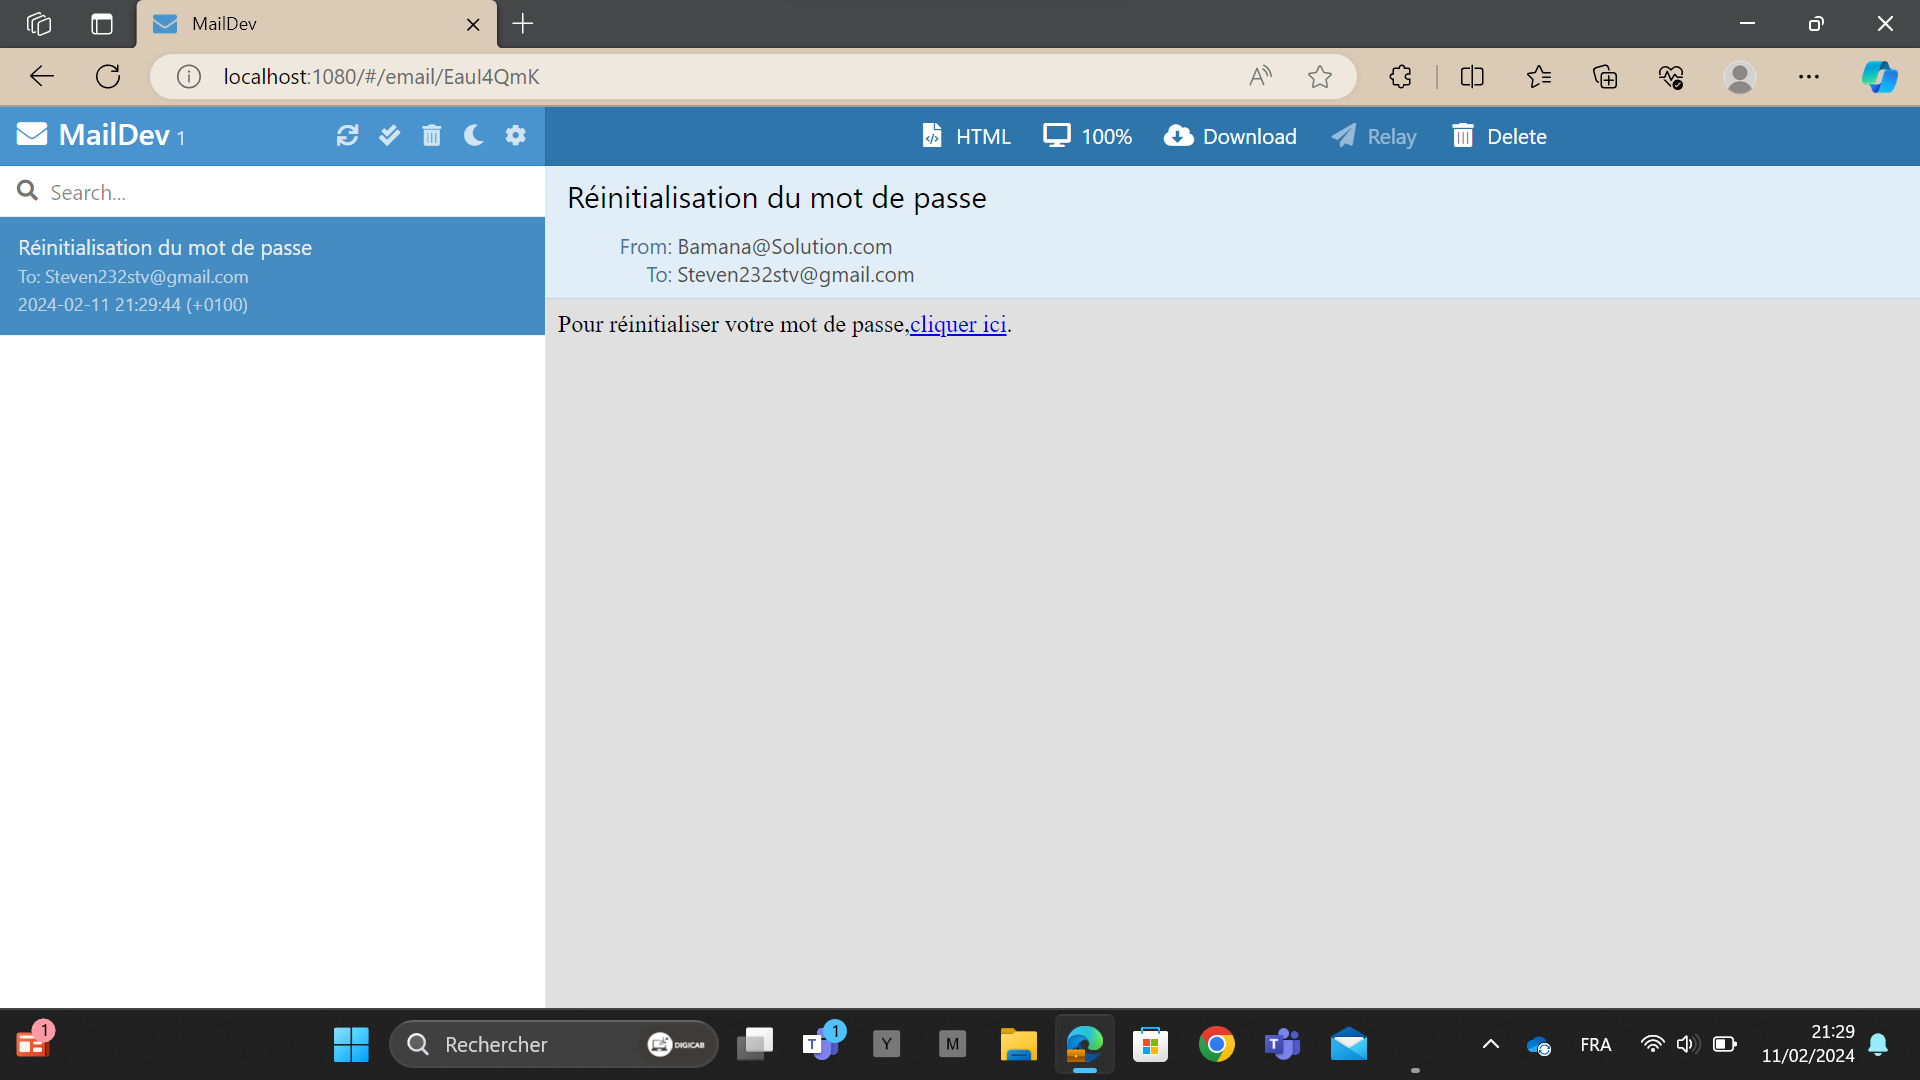 MailDev
localhost:1080/#/email/EauI4QmK
MailDev 1
HTML
100%
Download
Relay
Delete
Search...
Réinitialisation du mot de passe
To: Steven232stv@gmail.com
2024-02-11 21:29:44 (+0100)
Réinitialisation du mot de passe
From: Bamana@Solution.com
To: Steven232stv@gmail.com
Pour réinitialiser votre mot de passe,cliquer ici.
1
Rechercher
DIGICAB
T
1
Y
M
T
FRA
21:29
11/02/2024